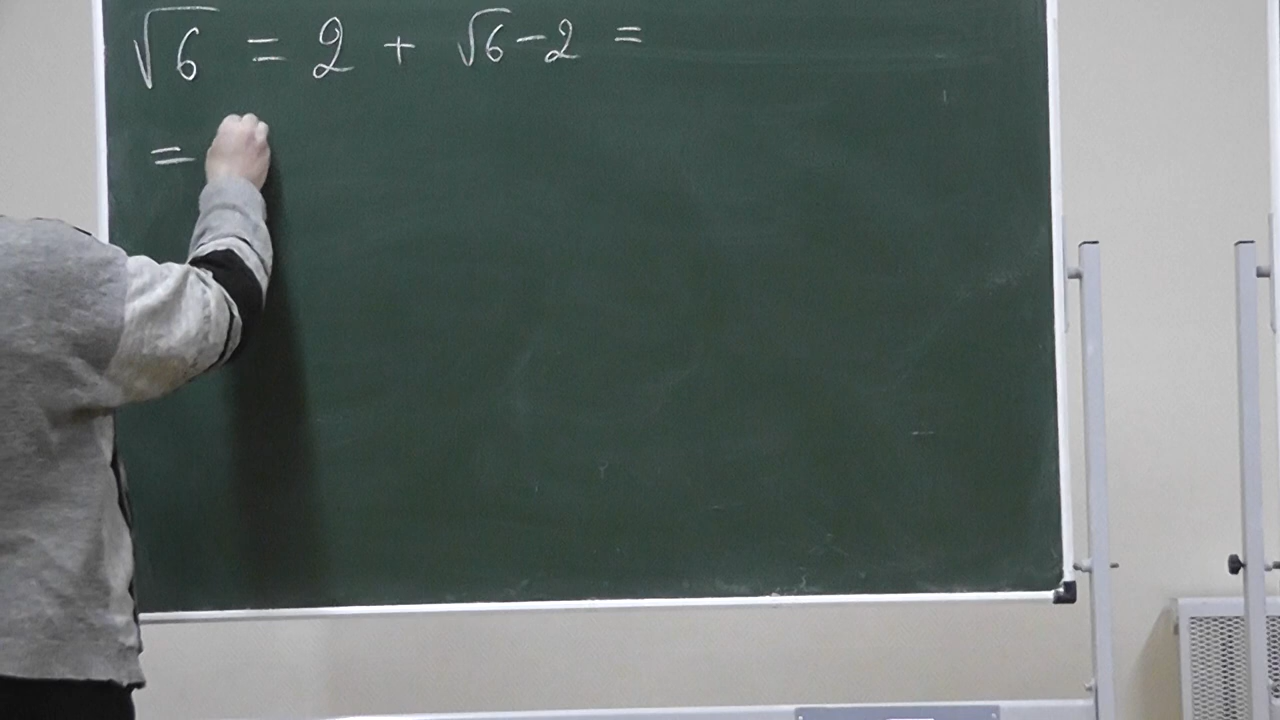 √6 = 2 + √6 - 2 =
=